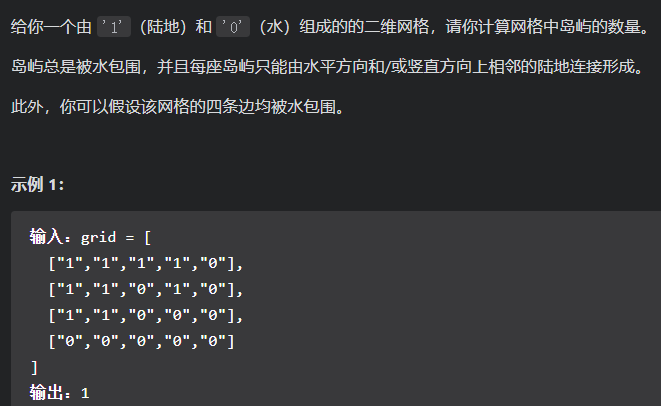 给你一个由 '1'（陆地）和 '0'（水）组成的的二维网格，请你计算网格中岛屿的数量。
岛屿总是被水包围，并且每座岛屿只能由水平方向和/或竖直方向上相邻的陆地连接形成。
此外，你可以假设该网格的四条边均被水包围。
示例 1：
输入：grid = [
["1","1","1","1","0"],
["1","1","0","1","0"],
["1","1","0","0","0"],
["0","0","0","0","0"]
]
输出：1